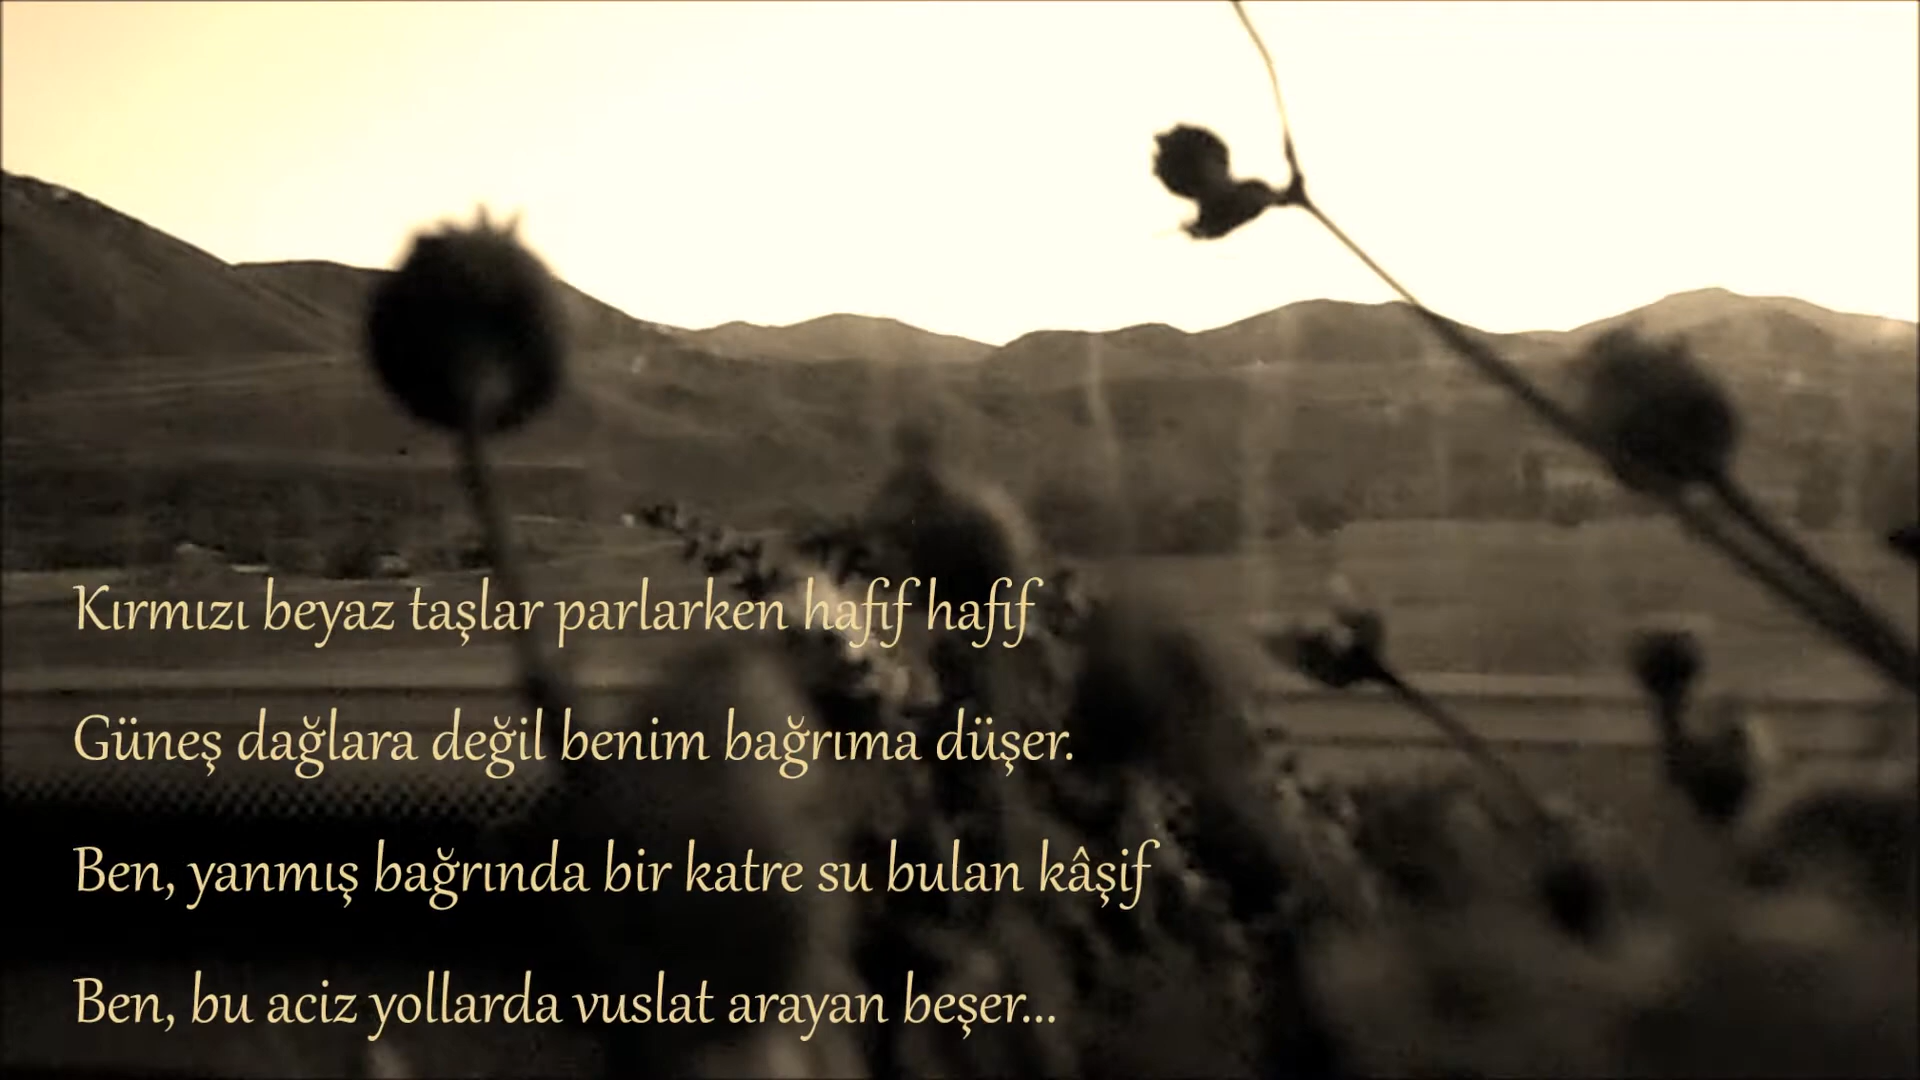 Kırmızı beyaz taşlar parlarken hafif hafif
Güneş dağlara değil benim bağrıma düşer.
Ben, yanmış bağrında bir katre su bulan kâşif
Ben, bu aciz yollarda vuslat arayan beşer...